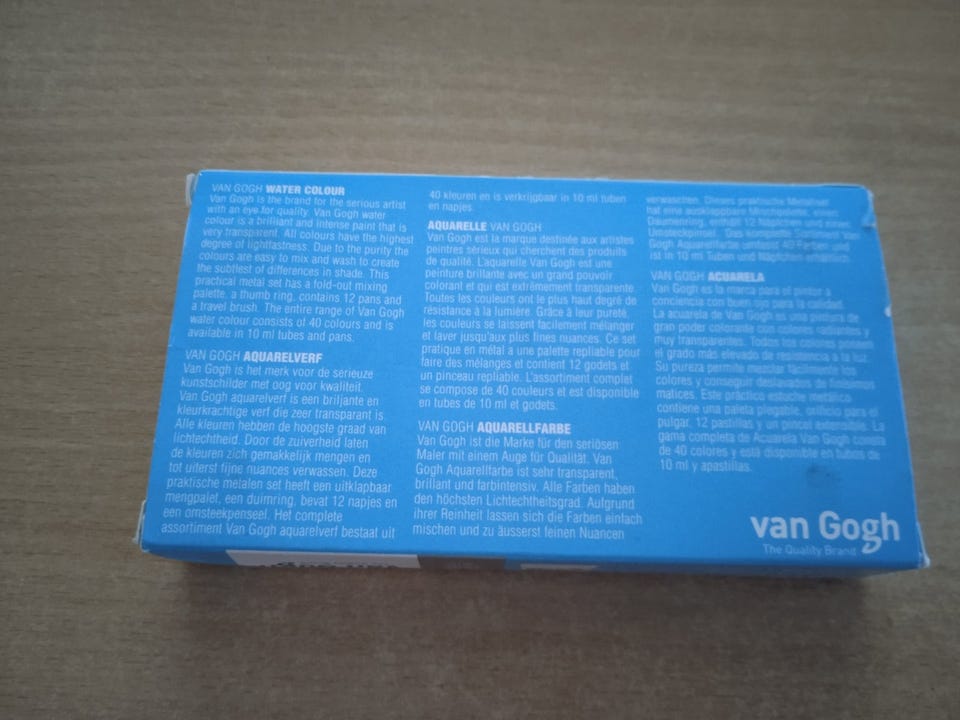 VAN GOGH WATER COLOUR
Van Gogh is the brand for the serious artist
with an eye for quality. Van Gogh water
colour is a brilliant and intense paint that is
very transparent. All colours have the highest
degree of lightfastness. Due to the purity the
colours are easy to mix and wash to create
the subtlest of differences in shade. This
practical metal set has a fold-out mixing
palette, a thumb ring, contains 12 pans and
a travel brush. The entire range of Van Gogh
water colour consists of 40 colours and is
available in 10 ml tubes and pans.
VAN GOGH AQUARELVERF
Van Gogh is het merk voor de serieuze
kunstschilder met oog voor kwaliteit.
Van Gogh aquarelverf is een briljante en
kleurkrachtige verf die zeer transparant is.
Alle kleuren hebben de hoogste graad van
lichtechtheid. Door de zuiverheid laten
de kleuren zich gemakkelijk mengen en
tot uiterst fijne nuances verwassen. Deze
praktische metalen set heeft een uitklapbaar
mengpalet, een duimring, bevat 12 napjes en
een omsteekpenseel. Het complete
assortiment Van Gogh aquarelverf bestaat uit
40 kleuren en is verkrijgbaar in 10 ml tuben
en napjes.
AQUARELLE VAN GOGH
Van Gogh est la marque destinée aux artistes
peintres sérieux qui cherchent des produits
de qualité. L'aquarelle Van Gogh est une
peinture brillante avec un grand pouvoir
colorant et qui est extrêmement transparente.
Toutes les couleurs ont le plus haut degré de
résistance à la lumière. Grâce à leur pureté
les couleurs se laissent facilement mélanger
et laver jusqu'aux plus fines nuances. Ce set
pratique en métal a une palette repliable pour
faire des mélanges et contient 12 godets et
un pinceau repliable. L'assortiment complet
se compose de 40 couleurs et est disponible
en tubes de 10 ml et godets.
VAN GOGH AQUARELLFARBE
Van Gogh ist die Marke für den seriösen
Maler mit einem Auge für Qualität. Van
Gogh Aquarellfarbe ist sehr transparent,
brillant und farbintensiv. Alle Farben haben
den höchsten Lichtechtheitsgrad. Aufgrund
ihrer Reinheit lassen sich die Farben einfach
mischen und zu äusserst feinen Nuancen
verwaschen. Dieses praktische Metallset
hat eine ausklappbare Mischpalette, einen
Daumenring, enthält 12 Näpfchen und einen
Umsteckpinsel. Das komplette Sortiment Van
Gogh Aquarellfarbe umfasst 40 Farben und
ist in 10 ml Tuben und Näpfchen erhältlich.
VAN GOGH ACUARELA
Van Gogh es la marca para el pintor a
conciencia con buen ojo para la calidad.
La acuarela de Van Gogh es una pintura de
gran poder colorante con colores radiantes y
muy transparentes. Todos los colores poseen
el grado más elevado de resistencia a la luz.
Su pureza permite mezclar fácilmente los
colores y conseguir deslavados de finísimos
matices. Este práctico estuche metálico
contiene una paleta plegable, orificio para el
pulgar, 12 pastillas y un pincel extensible. La
gama completa de Acuarela Van Gogh consta
de 40 colores y está disponible en tubos de
10 ml y apastillas.
van Gogh
The Quality Brand